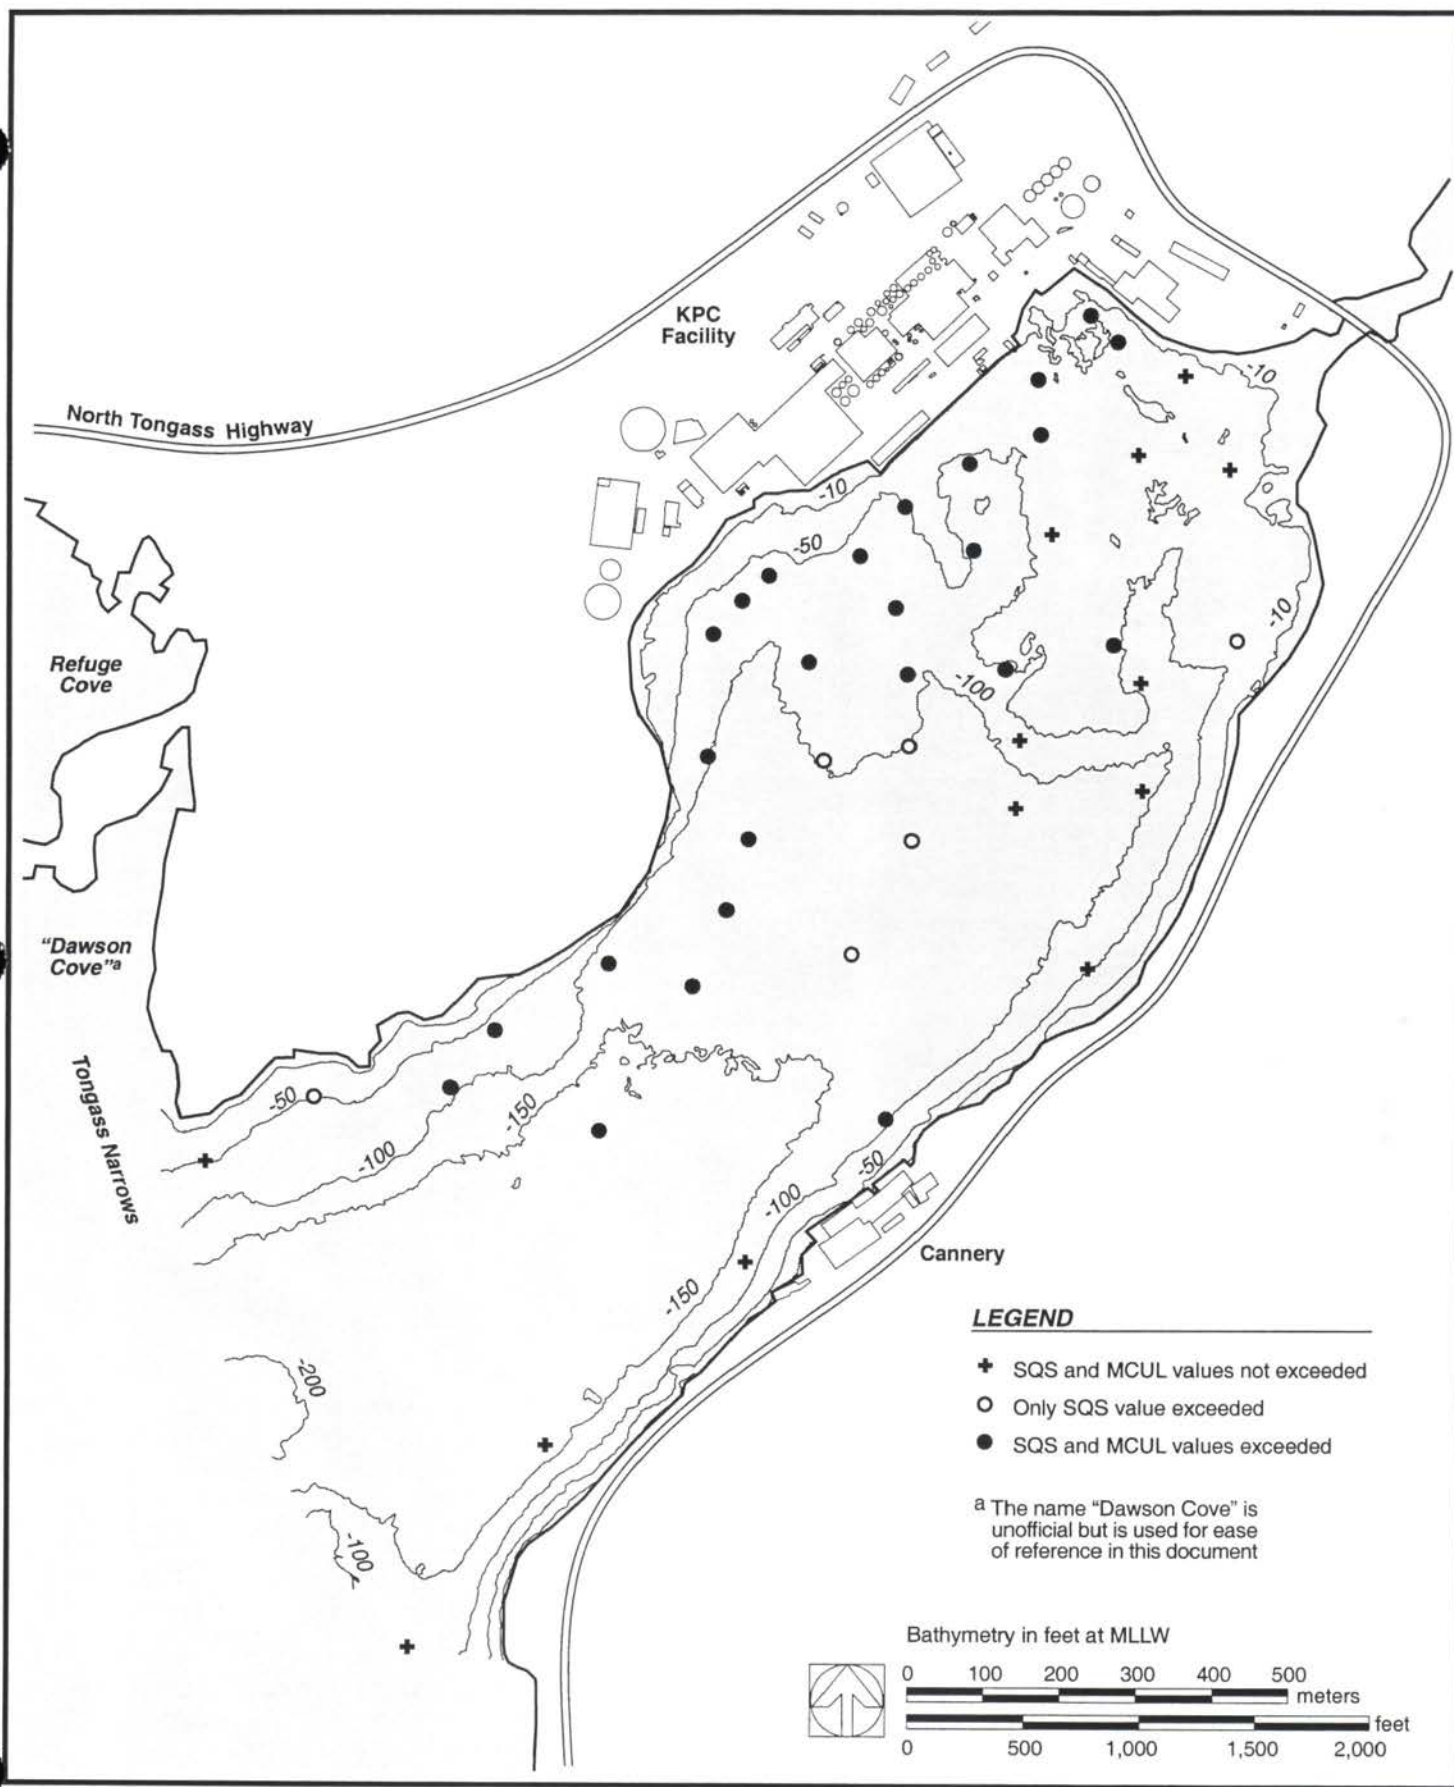 KPC
Facility
North Tongass Highway
-10
-10
-50
Refuge
Cove
-10
-100
"Dawson
Cove"a
Tongass Narrows
-50
-150
-100
-50
-100
Cannery
-150
-200
-100
LEGEND
SQS and MCUL values not exceeded
Only SQS value exceeded
SQS and MCUL values exceeded
a The name "Dawson Cove" is
unofficial but is used for ease
of reference in this document
Bathymetry in feet at MLLW
0 100 200 300 400 500
meters
feet
0 500 1,000 1,500 2,000